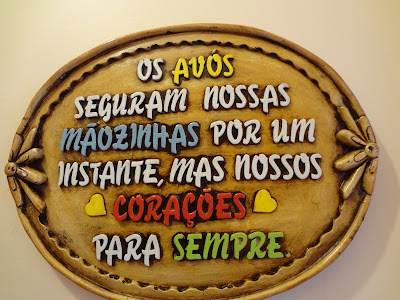 OS AVÓS
SEGURAM NOSSAS
MÃOZINHAS POR UM
INSTANTE, MAS NOSSOS
CORAÇÕES
PARA SEMPRE.